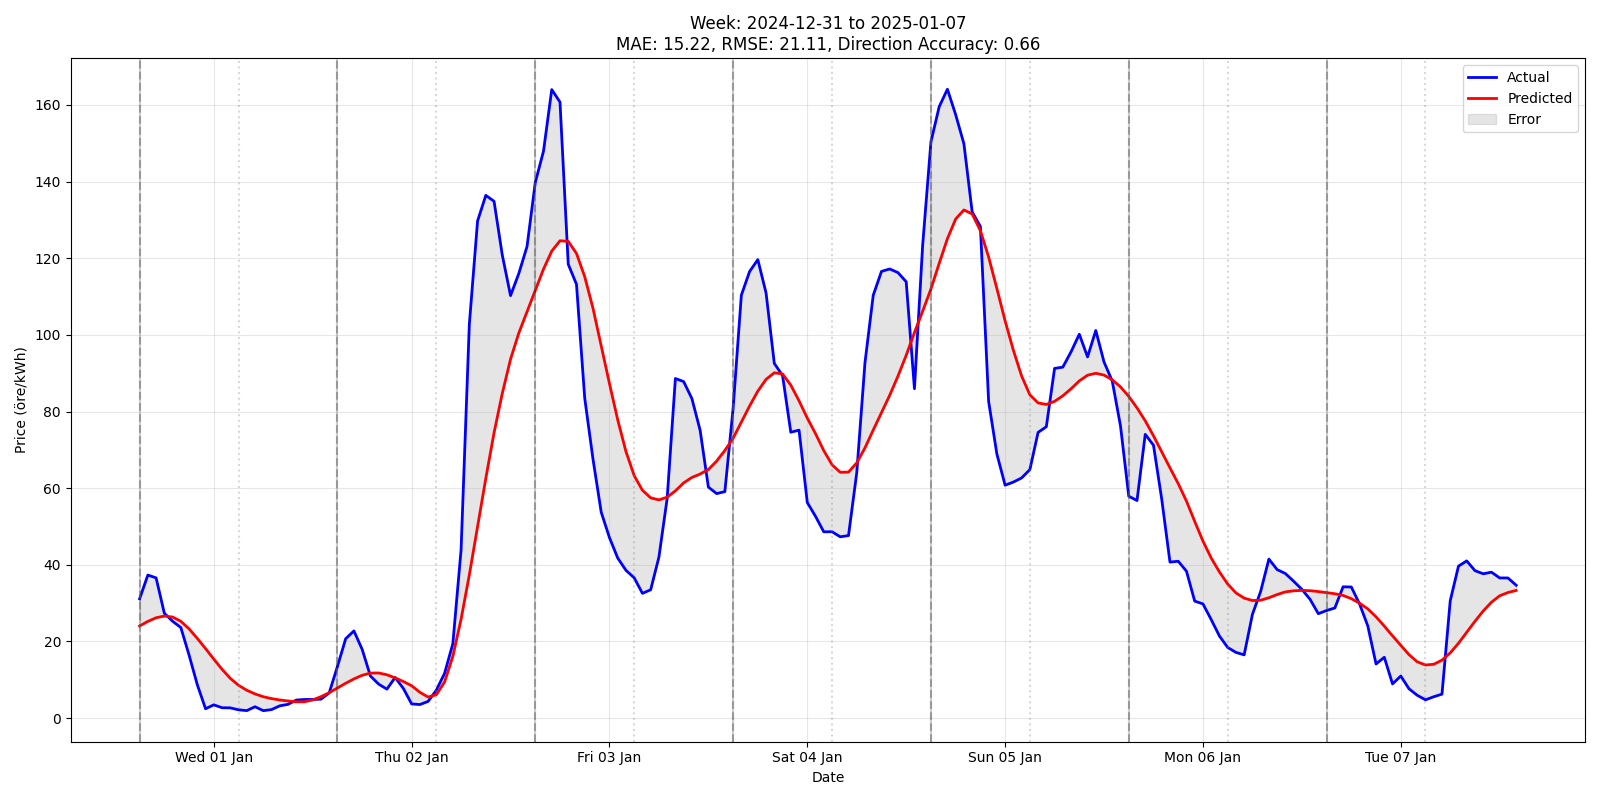 Week: 2024-12-31 to 2025-01-07
MAE: 15.22, RMSE: 21.11, Direction Accuracy: 0.66
Actual
Predicted
Error
Price (öre/kWh)
160
140
120
100
80
60
40
20
0
Wed 01 Jan
Thu 02 Jan
Fri 03 Jan
Sat 04 Jan
Sun 05 Jan
Mon 06 Jan
Tue 07 Jan
Date